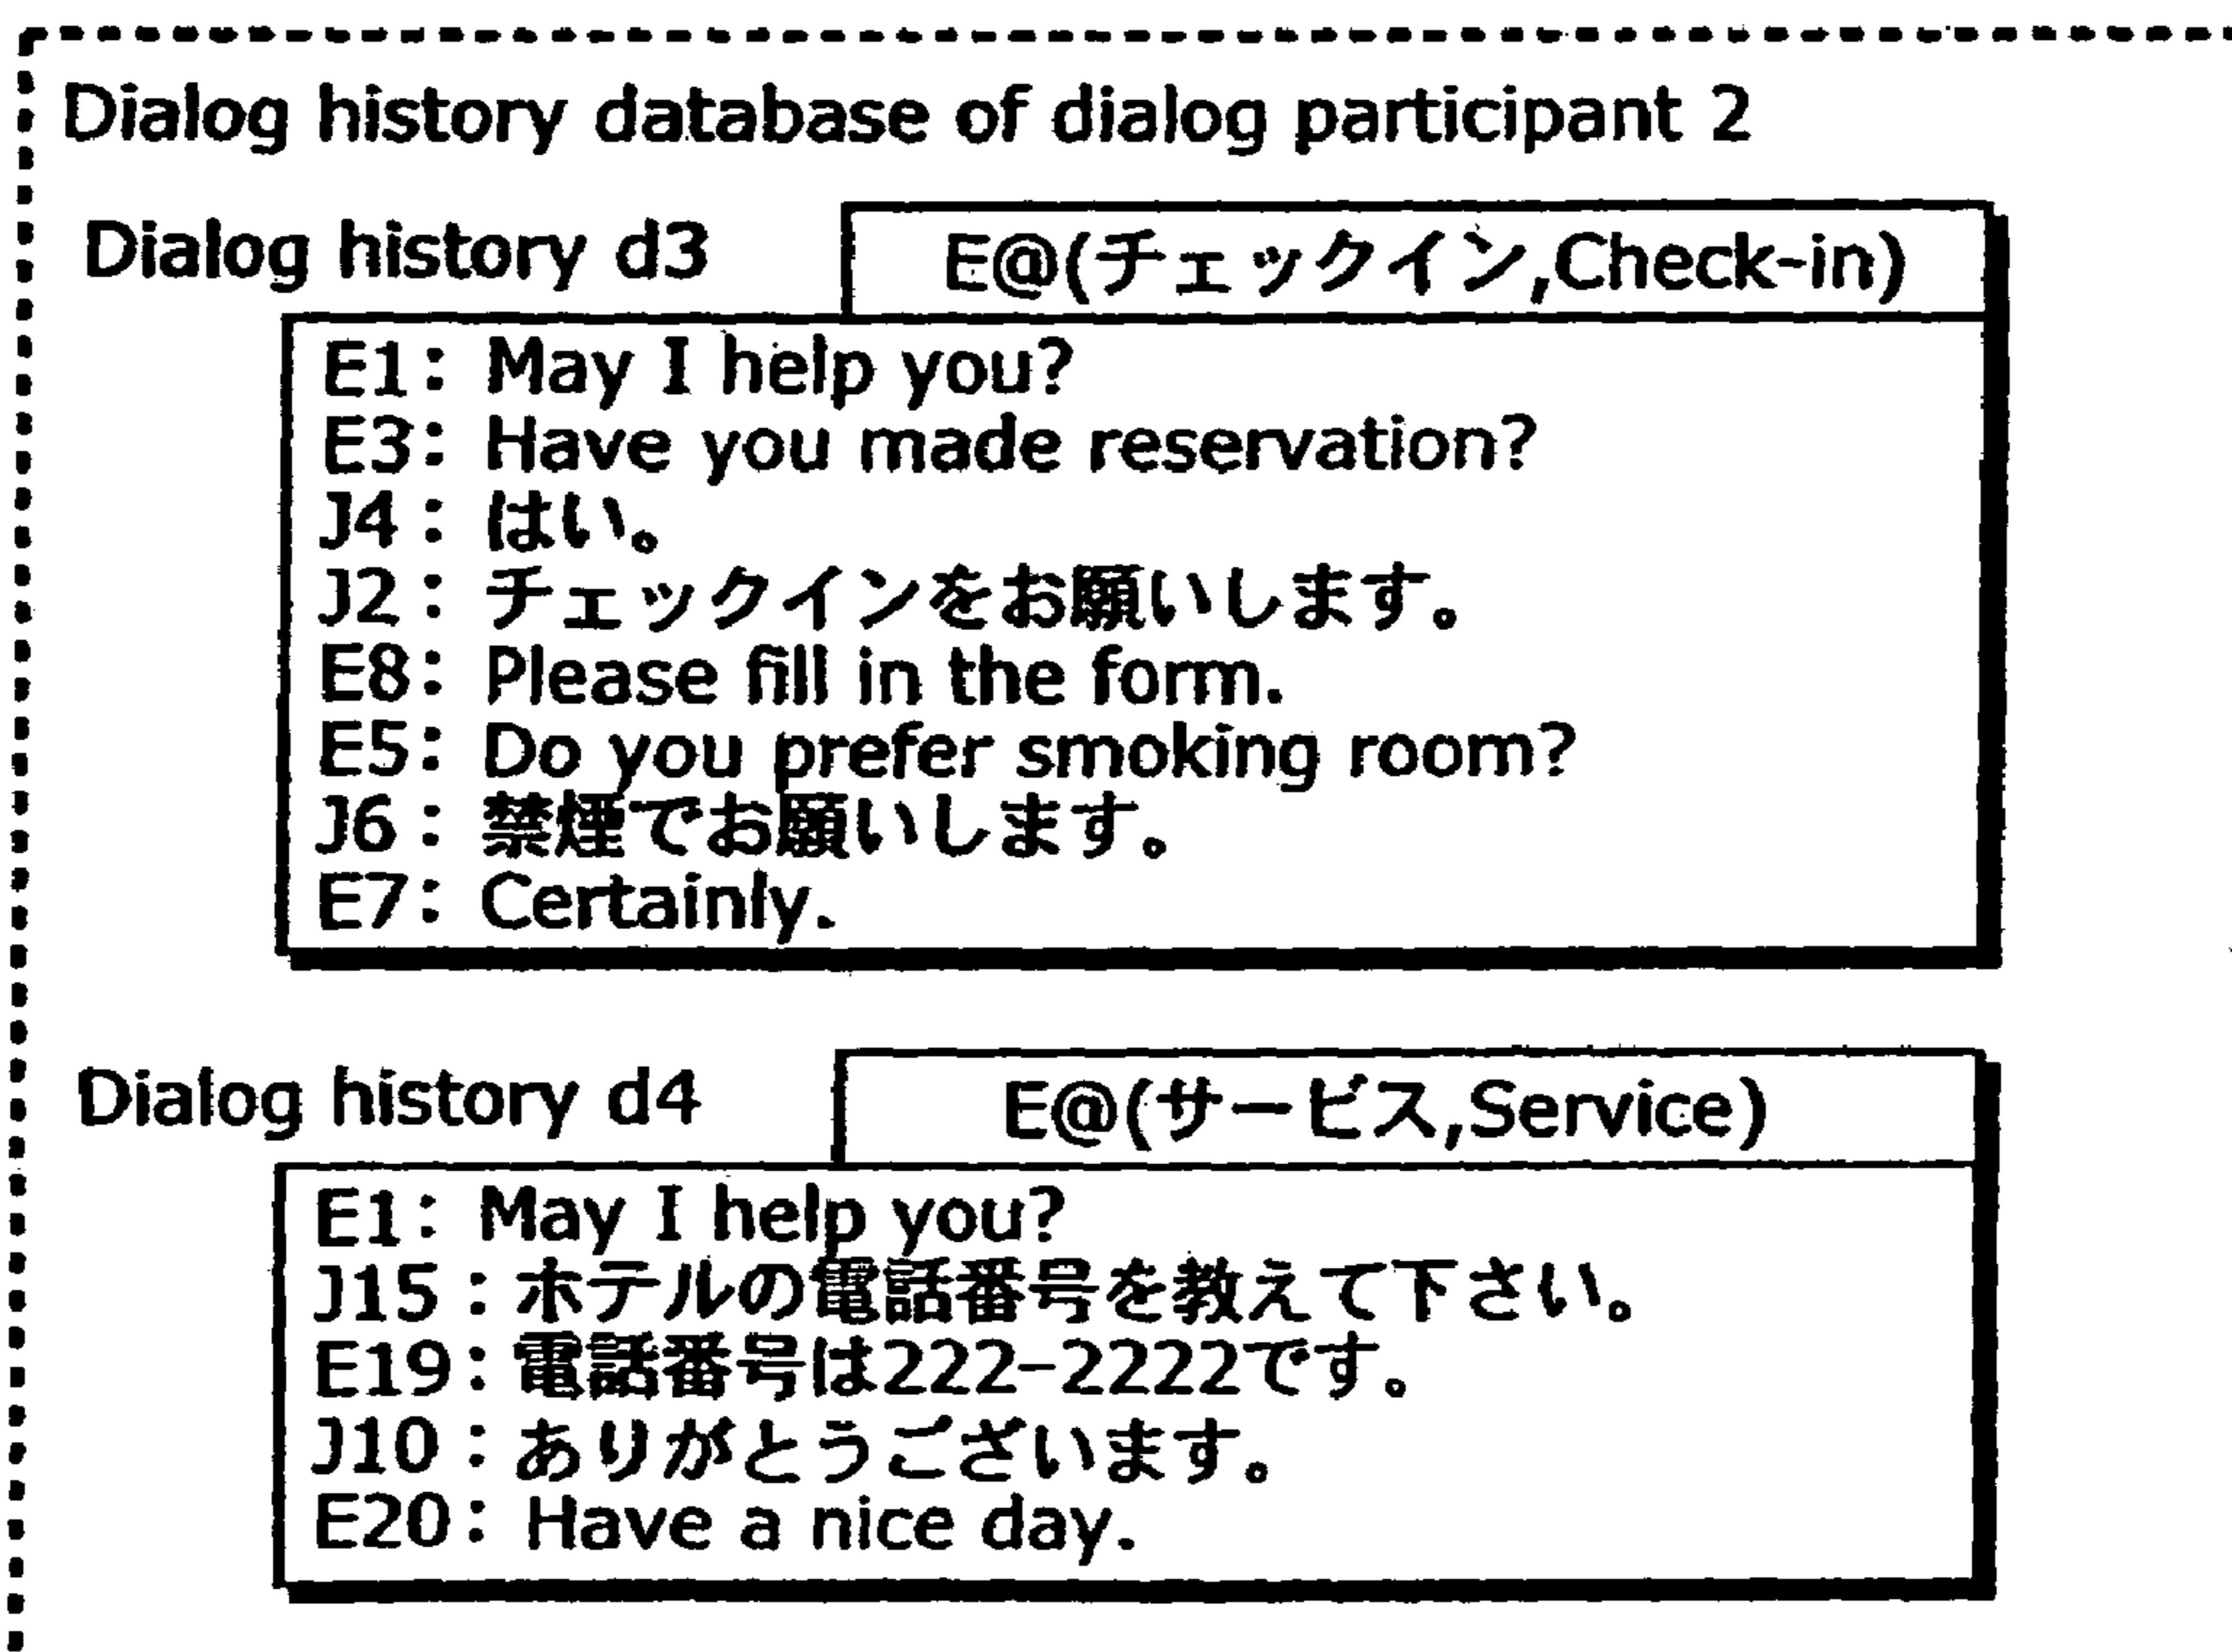 Dialog history database of dialog participant 2
Dialog history d3
E@(チェックイン,Check-in)
E1: May I help you?
E3: Have you made reservation?
J4: はい。
J2: チェックインをお願いします。
E8: Please fill in the form.
E5: Do you prefer smoking room?
J6: 禁煙でお願いします。
E7: Certainly.
Dialog history d4
E@(サービス,Service)
E1: May I help you?
J15:ホテルの電話番号を教えて下さい。
E19:電話番号は222-2222です。
J10:ありがとうございます。
E20: Have a nice day.